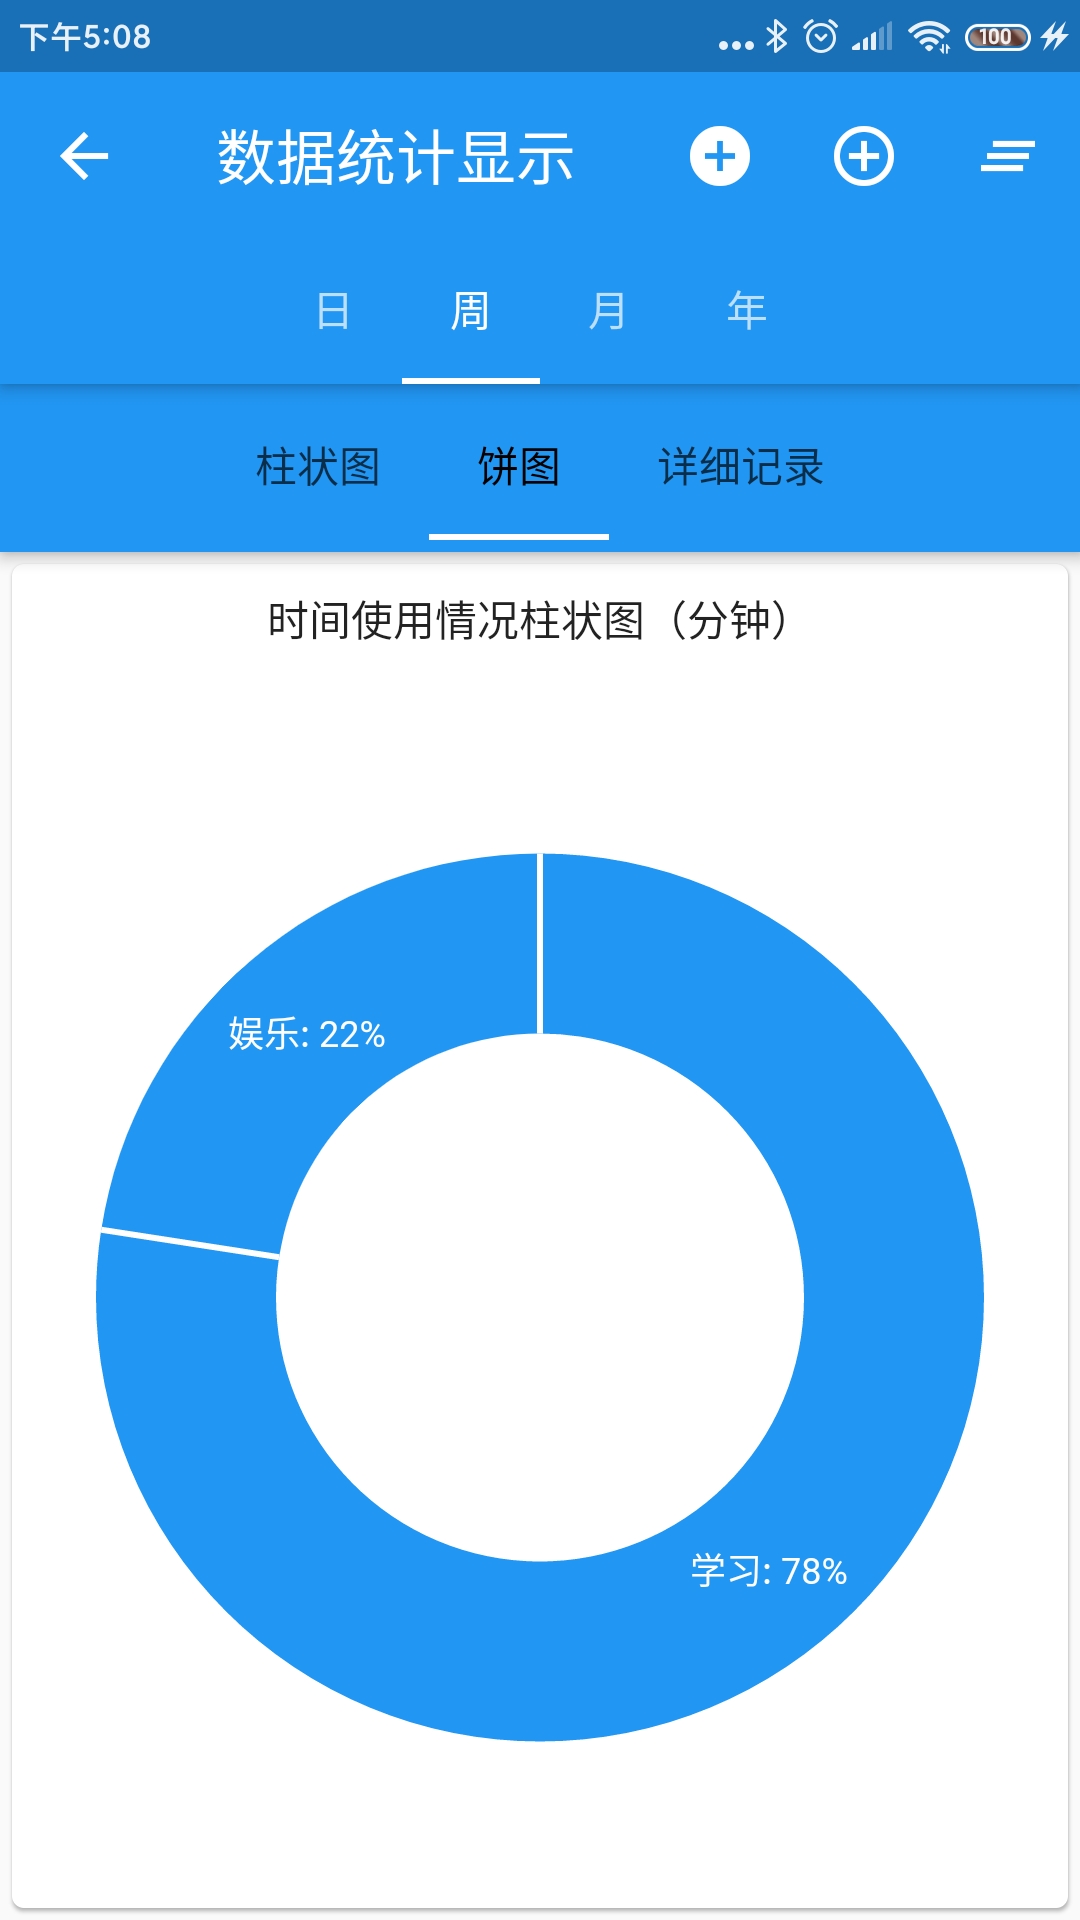 下午5:08 100
数据统计显示
日 周 月 年
柱状图 饼图 详细记录
时间使用情况柱状图（分钟）
娱乐: 22%
学习: 78%